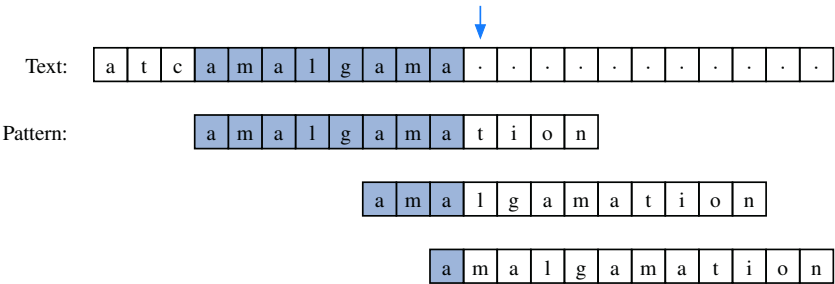 Text: a t c a m a l g a m a · · · · · · · · · · ·
Pattern: a m a l g a m a t i o n
a m a l g a m a t i o n
a m a l g a m a t i o n